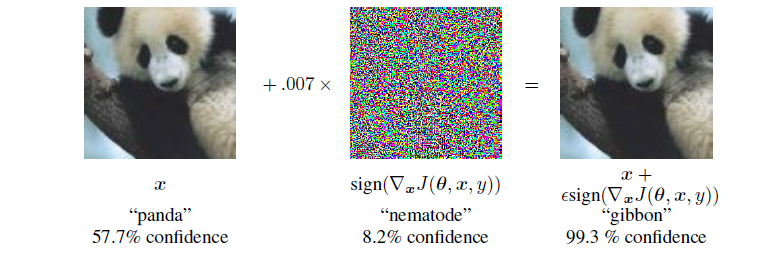 + .007 ×
=
x
“panda”
57.7% confidence
sign(∇ₓJ(θ, x, y))
“nematode”
8.2% confidence
x +
ϵsign(∇ₓJ(θ, x, y))
“gibbon”
99.3 % confidence